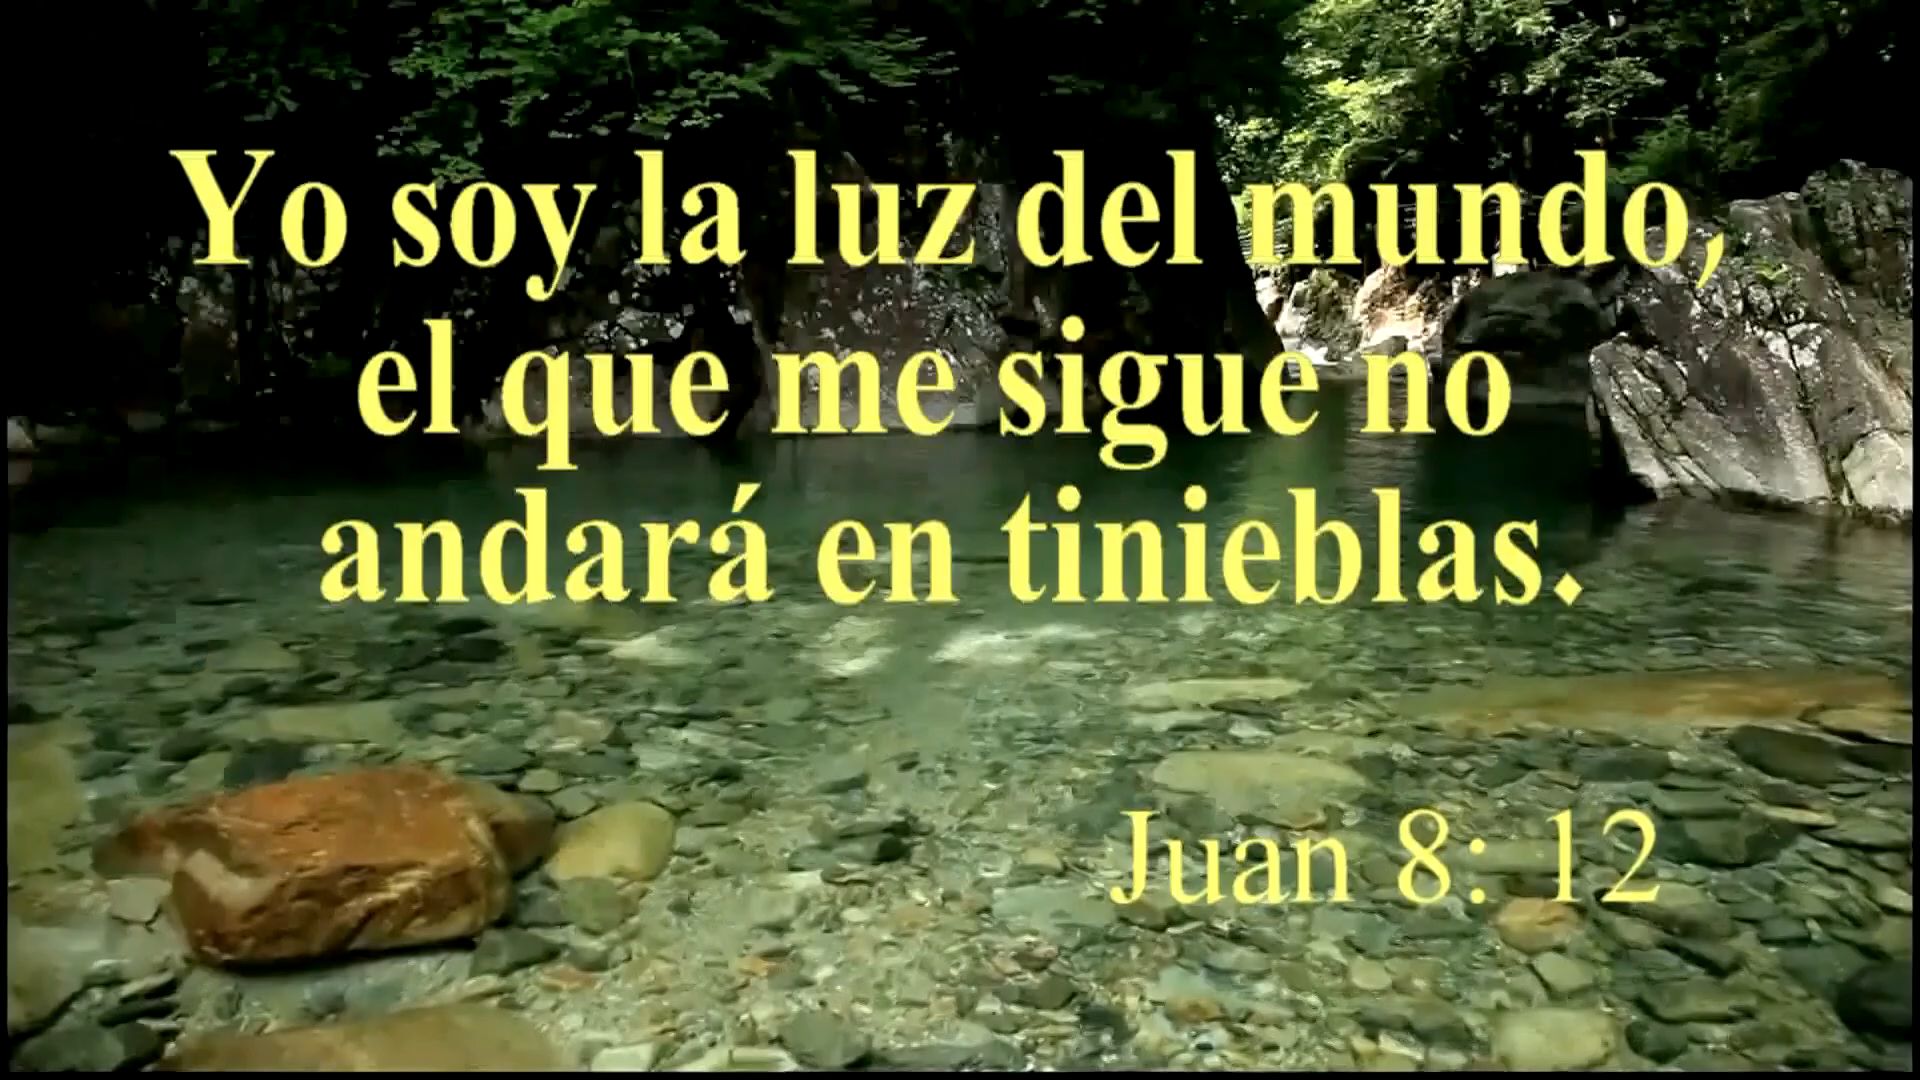 Yo soy la luz del mundo,
el que me sigue no
andará en tinieblas.
Juan 8: 12